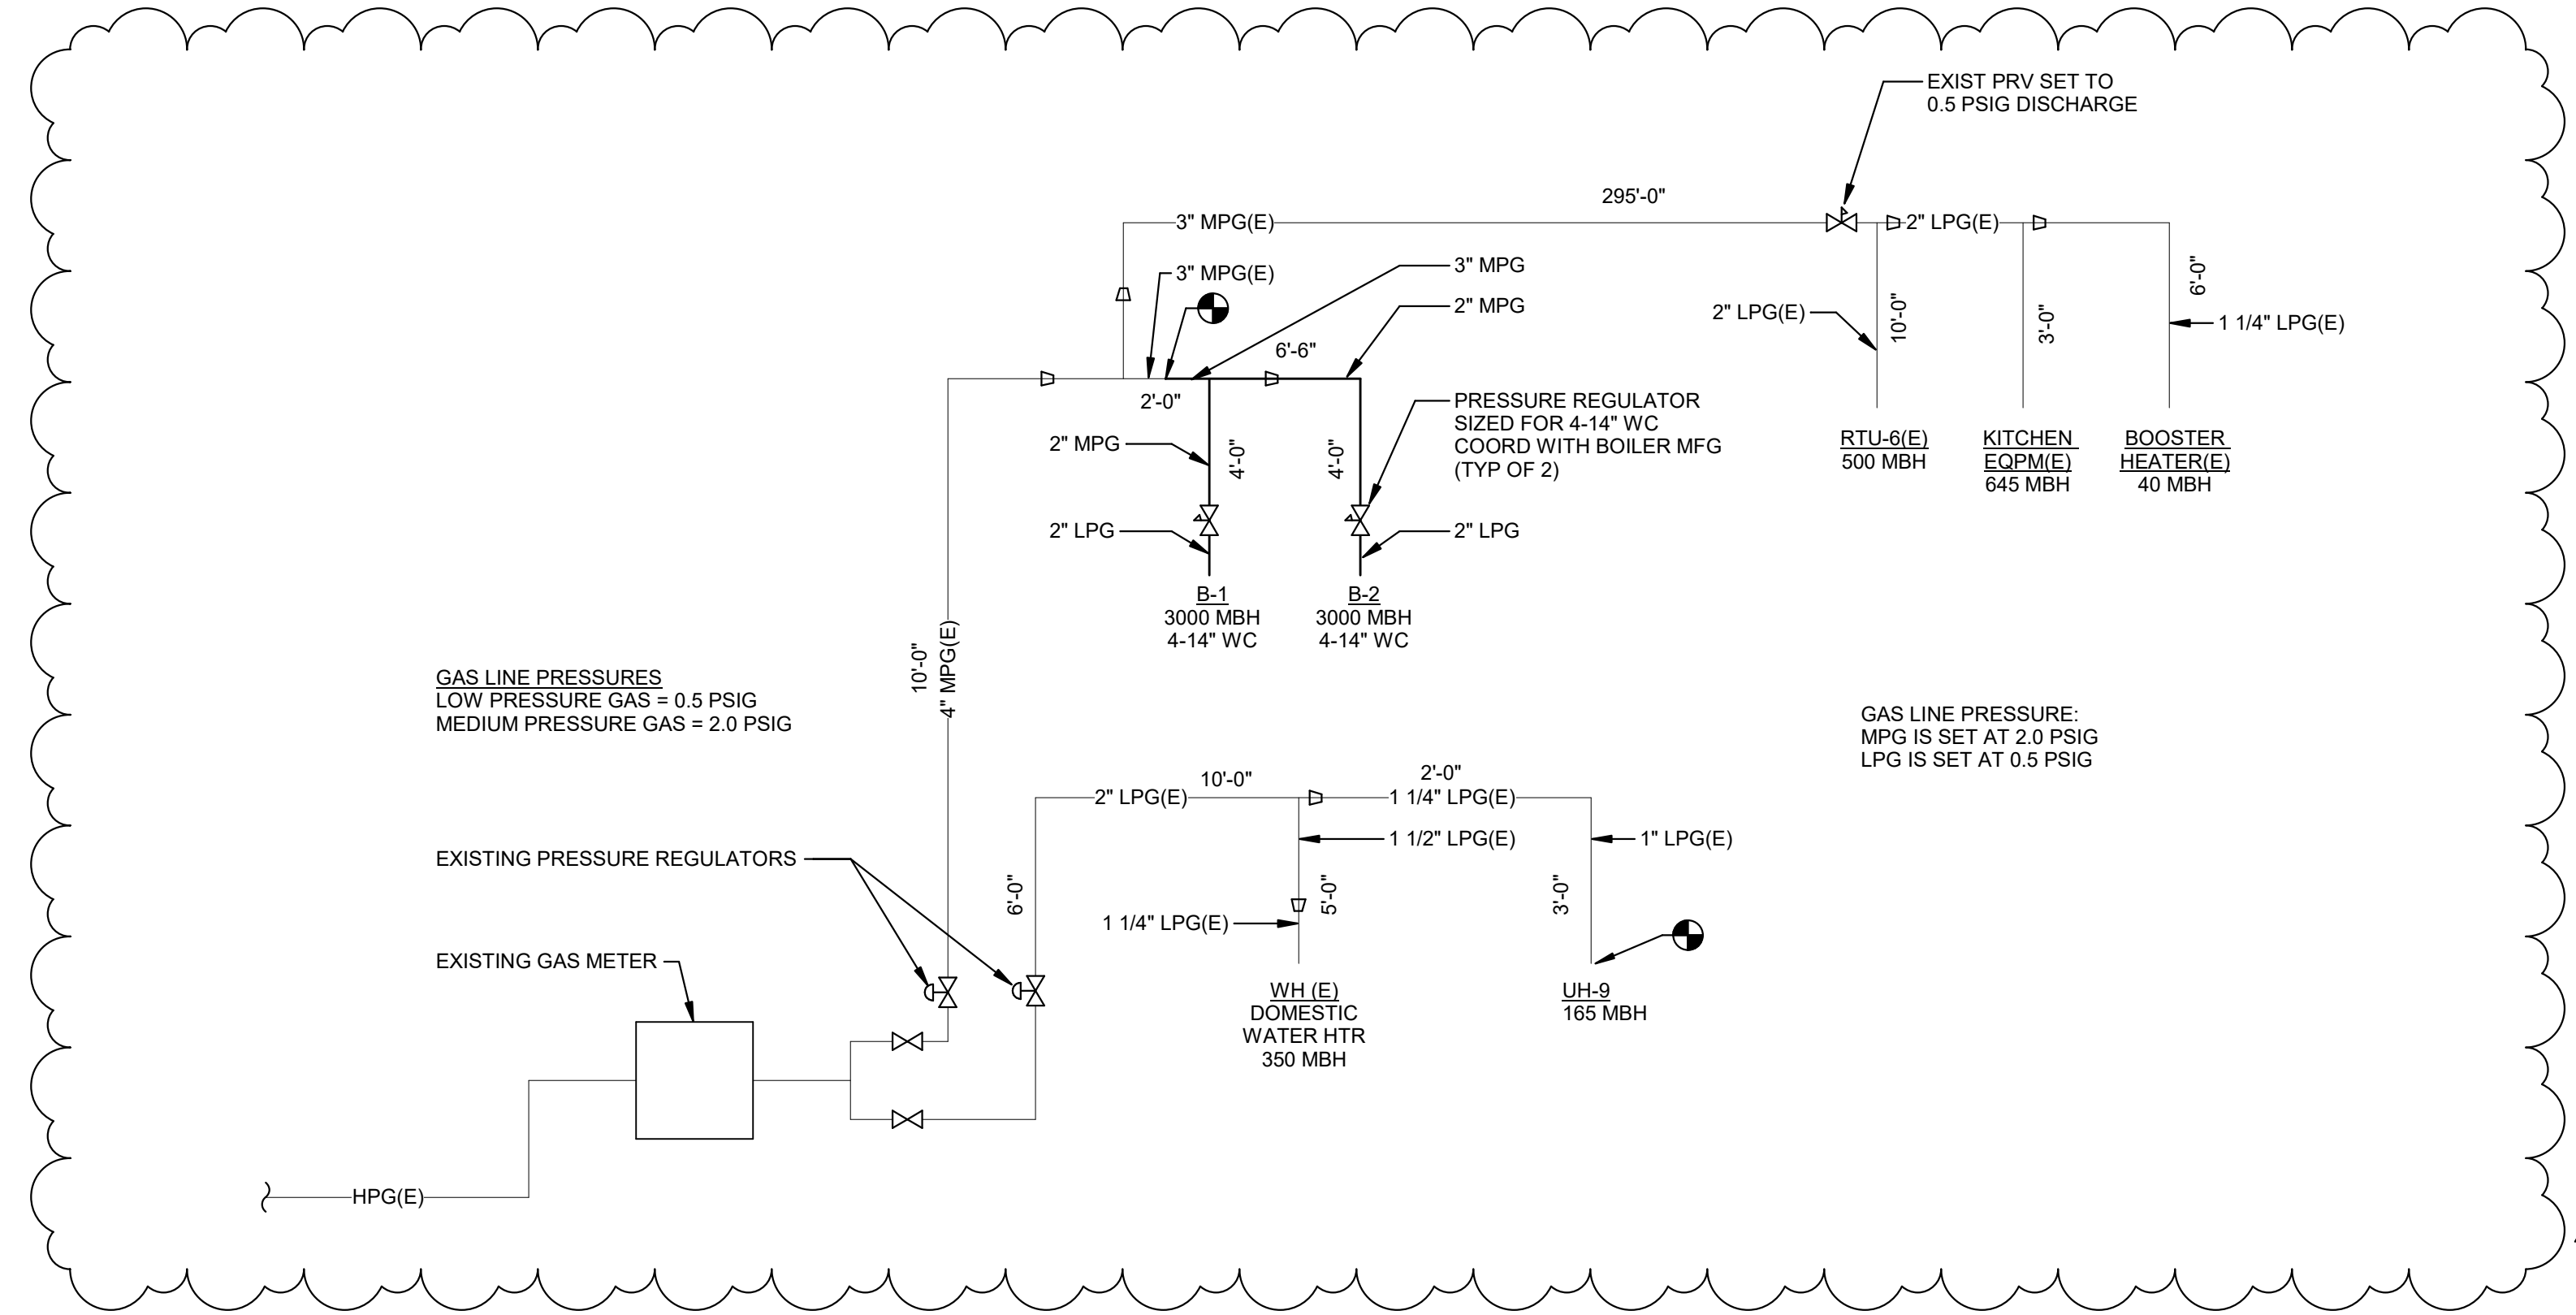 EXIST PRV SET TO
0.5 PSIG DISCHARGE
295'-0"
3" MPG(E)
2" LPG(E)
3" MPG(E)
3" MPG
2" MPG
6'-6"
2'-0"
2" MPG
4'-0"
4'-0"
PRESSURE REGULATOR
SIZED FOR 4-14" WC
COORD WITH BOILER MFG
(TYP OF 2)
2" LPG
2" LPG
B-1
3000 MBH
4-14" WC
B-2
3000 MBH
4-14" WC
2" LPG(E)
10'-0"
3'-0"
6'-0"
1 1/4" LPG(E)
RTU-6(E)
500 MBH
KITCHEN
EQPM(E)
645 MBH
BOOSTER
HEATER(E)
40 MBH
10'-0"
4" MPG(E)
GAS LINE PRESSURES
LOW PRESSURE GAS = 0.5 PSIG
MEDIUM PRESSURE GAS = 2.0 PSIG
GAS LINE PRESSURE:
MPG IS SET AT 2.0 PSIG
LPG IS SET AT 0.5 PSIG
10'-0"
2'-0"
2" LPG(E)
1 1/4" LPG(E)
1 1/2" LPG(E)
1" LPG(E)
EXISTING PRESSURE REGULATORS
6'-0"
5'-0"
3'-0"
1 1/4" LPG(E)
EXISTING GAS METER
WH (E)
DOMESTIC
WATER HTR
350 MBH
UH-9
165 MBH
HPG(E)